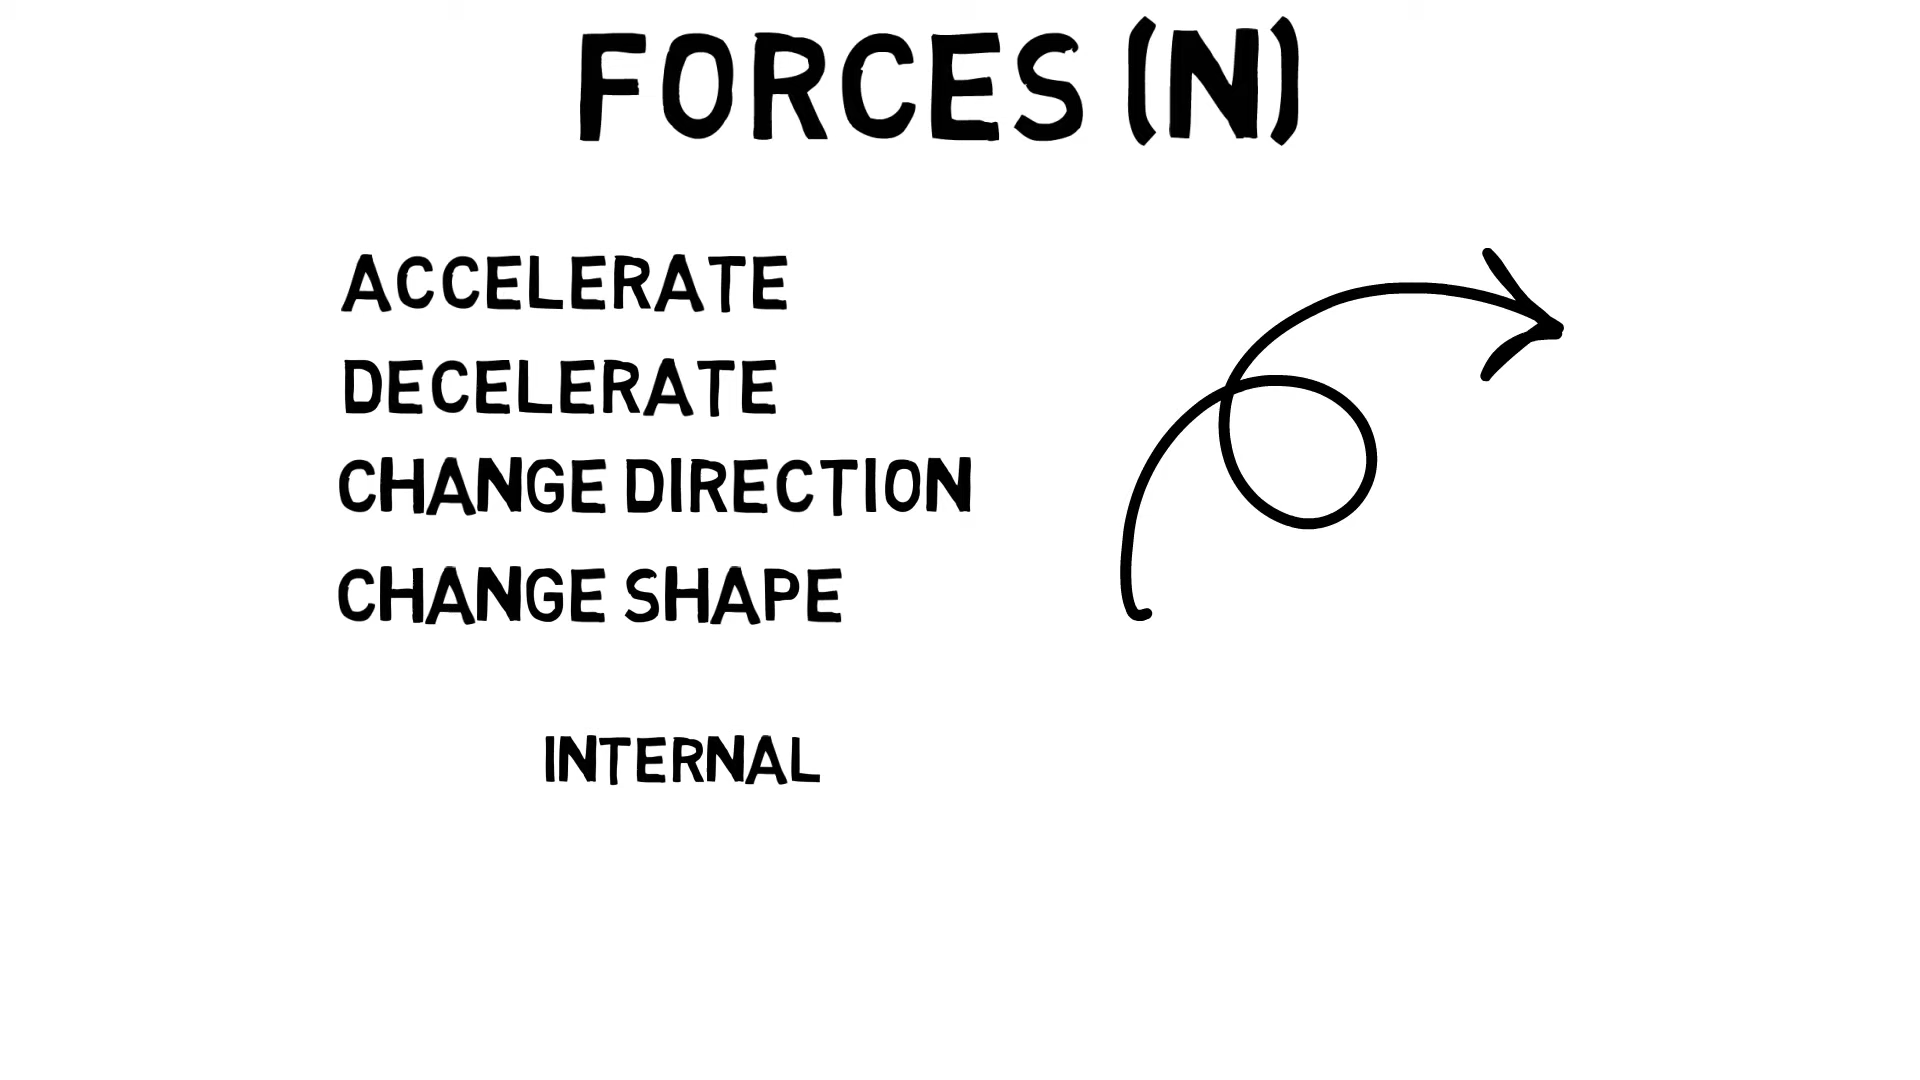 FORCES (N)
ACCELERATE
DECELERATE
CHANGE DIRECTION
CHANGE SHAPE
INTERNAL